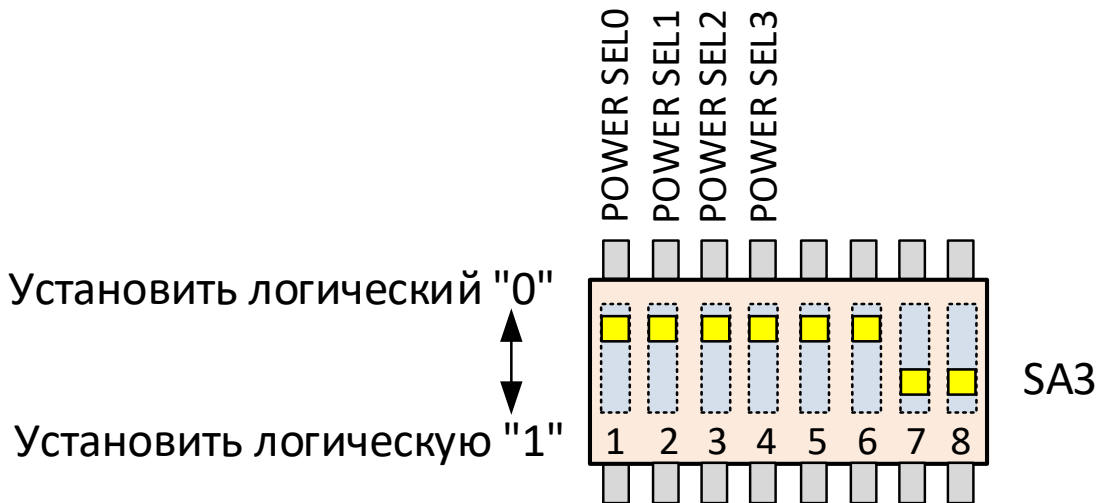 POWER SEL0
POWER SEL1
POWER SEL2
POWER SEL3
Установить логический "0"
SA3
Установить логическую "1"
1 2 3 4 5 6 7 8